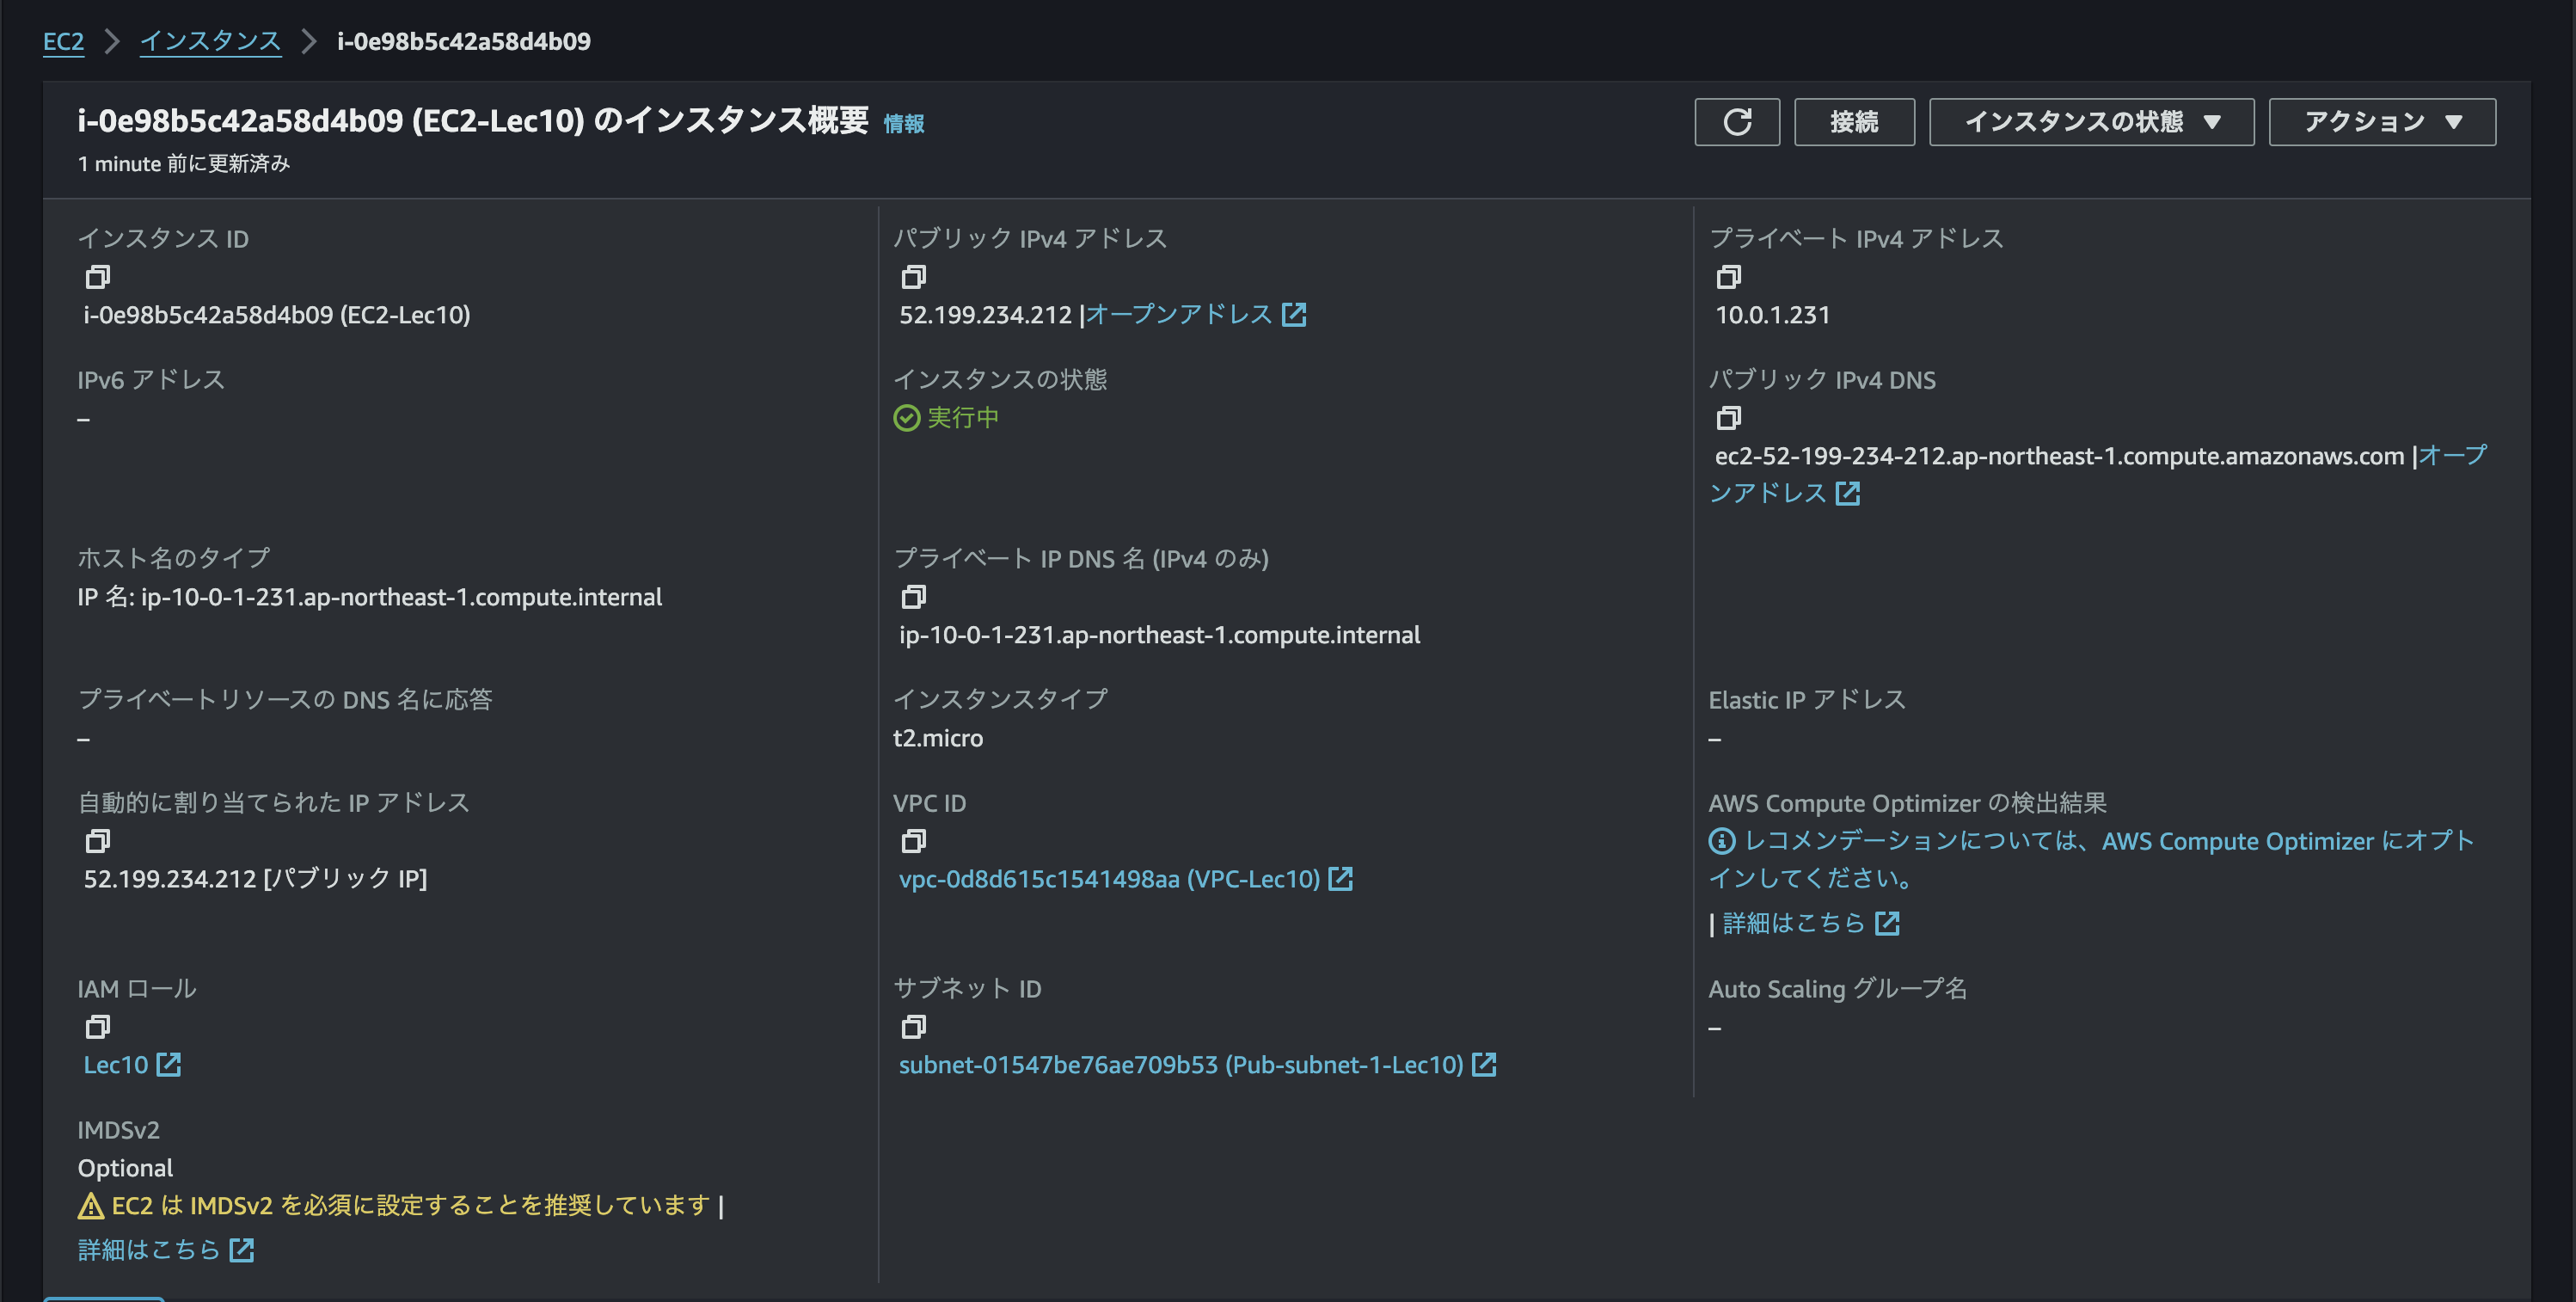 EC2 > インスタンス > i-0e98b5c42a58d4b09
i-0e98b5c42a58d4b09 (EC2-Lec10) のインスタンス概要 情報
1 minute 前に更新済み
接続
インスタンスの状態 ▼
アクション ▼
インスタンス ID
i-0e98b5c42a58d4b09 (EC2-Lec10)
パブリック IPv4 アドレス
52.199.234.212 |オープンアドレス
プライベート IPv4 アドレス
10.0.1.231
IPv6 アドレス
–
インスタンスの状態
実行中
パブリック IPv4 DNS
ec2-52-199-234-212.ap-northeast-1.compute.amazonaws.com |オープ
ンアドレス
ホスト名のタイプ
IP 名: ip-10-0-1-231.ap-northeast-1.compute.internal
プライベート IP DNS 名 (IPv4 のみ)
ip-10-0-1-231.ap-northeast-1.compute.internal
プライベートリソースの DNS 名に応答
–
インスタンスタイプ
t2.micro
Elastic IP アドレス
–
自動的に割り当てられた IP アドレス
52.199.234.212 [パブリック IP]
VPC ID
vpc-0d8d615c1541498aa (VPC-Lec10)
AWS Compute Optimizer の検出結果
レコメンデーションについては、AWS Compute Optimizer にオプト
インしてください。
| 詳細はこちら
IAM ロール
Lec10
サブネット ID
subnet-01547be76ae709b53 (Pub-subnet-1-Lec10)
Auto Scaling グループ名
–
IMDSv2
Optional
EC2 は IMDSv2 を必須に設定することを推奨しています |
詳細はこちら